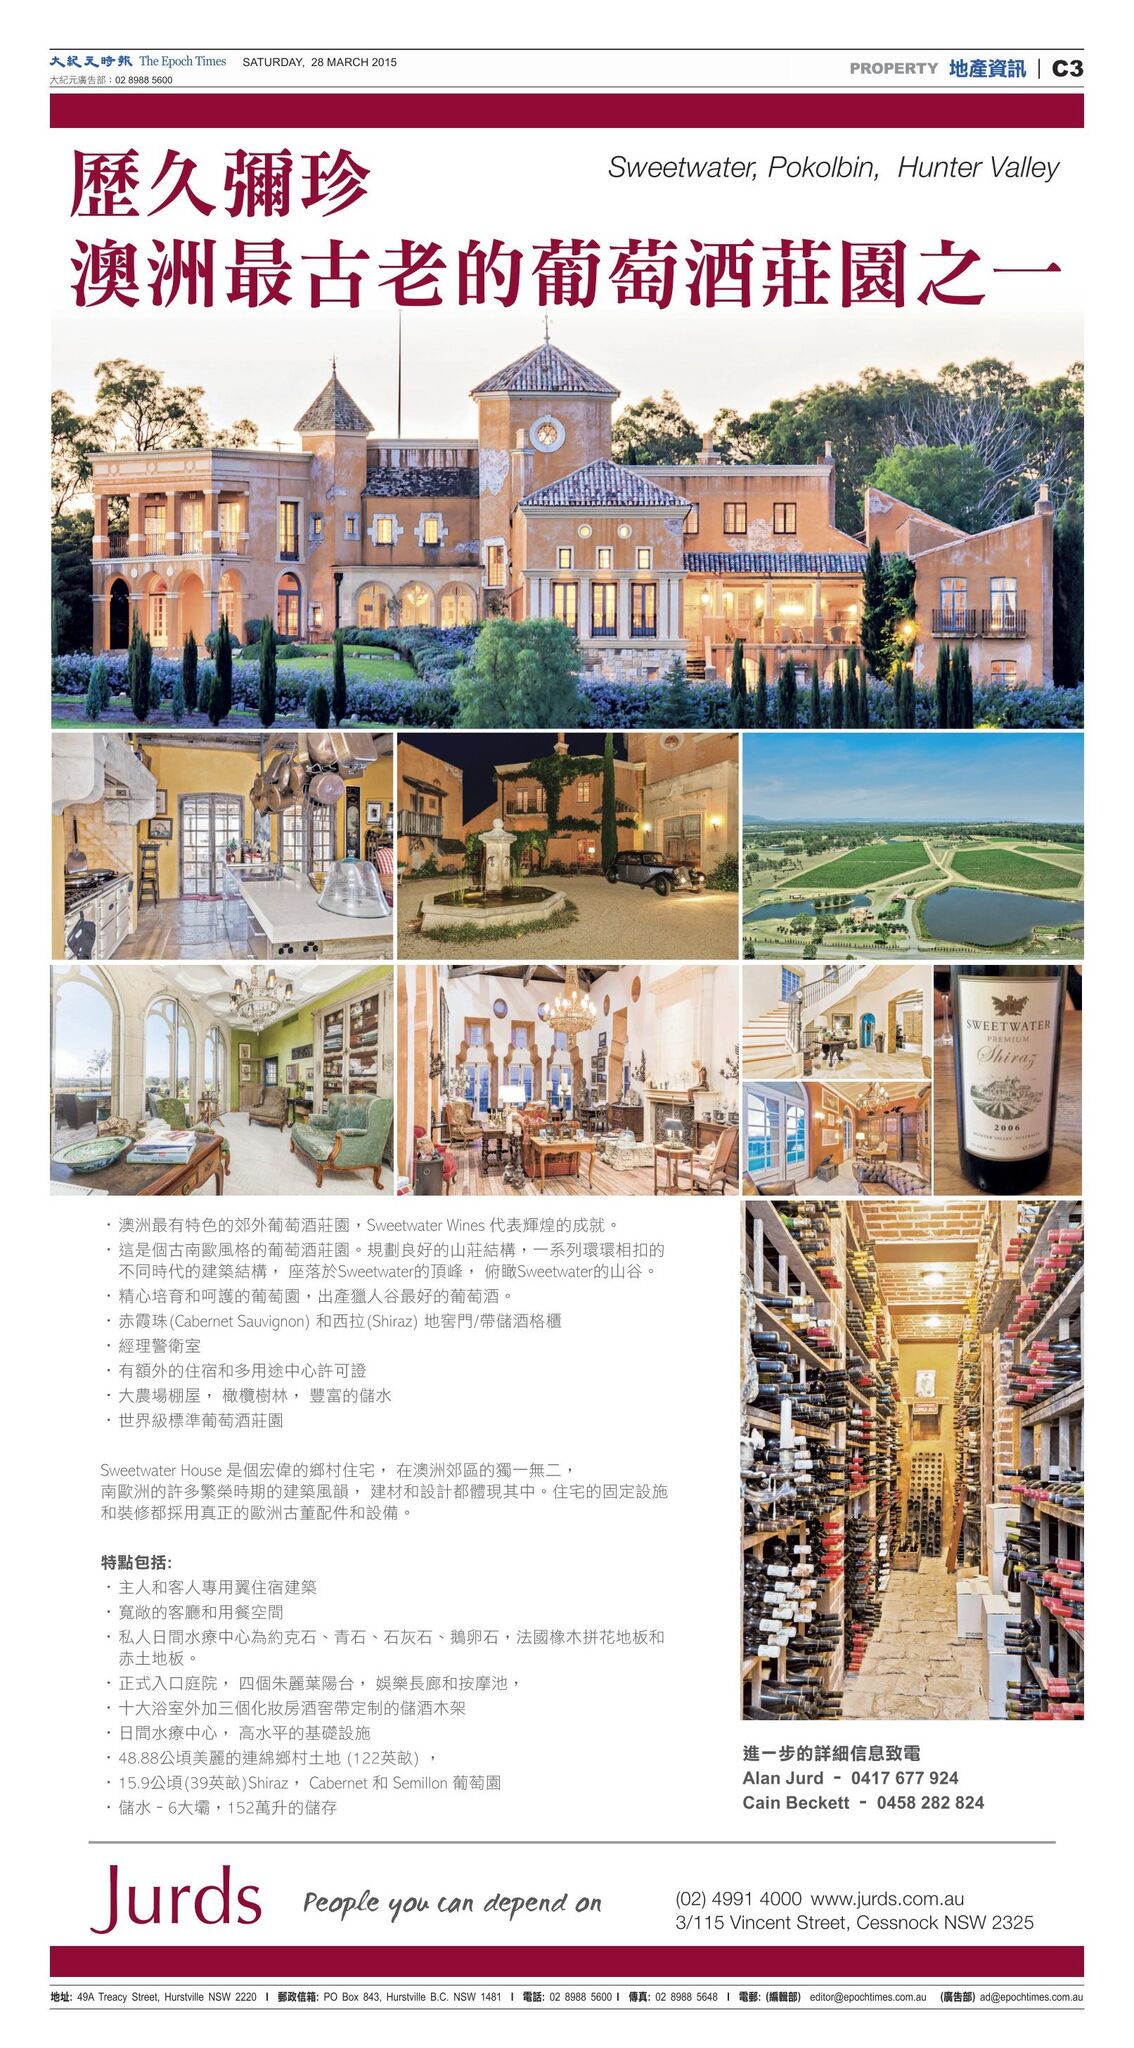 大紀元時報 The Epoch Times SATURDAY, 28 MARCH 2015
大紀元廣告部：02 8988 5600
PROPERTY 地產資訊 | C3
歷久彌珍
Sweetwater, Pokolbin, Hunter Valley
澳洲最古老的葡萄酒莊園之一
SWEETWATER
PREMIUM
Shiraz
2006
HUNTER VALLEY AUSTRALIA
· 澳洲最有特色的郊外葡萄酒莊園，Sweetwater Wines 代表輝煌的成就。
· 這是個古南歐風格的葡萄酒莊園。規劃良好的山莊結構，一系列環環相扣的
不同時代的建築結構， 座落於Sweetwater的頂峰， 俯瞰Sweetwater的山谷。
· 精心培育和呵護的葡萄園，出產獵人谷最好的葡萄酒。
· 赤霞珠(Cabernet Sauvignon) 和西拉(Shiraz) 地窖門/帶儲酒格櫃
· 經理警衛室
· 有額外的住宿和多用途中心許可證
· 大農場棚屋， 橄欖樹林， 豐富的儲水
· 世界級標準葡萄酒莊園
Sweetwater House 是個宏偉的鄉村住宅， 在澳洲郊區的獨一無二，
南歐洲的許多繁榮時期的建築風韻， 建材和設計都體現其中。住宅的固定設施
和裝修都採用真正的歐洲古董配件和設備。
特點包括:
· 主人和客人專用翼住宿建築
· 寬敞的客廳和用餐空間
· 私人日間水療中心為約克石、青石、石灰石、鵝卵石，法國橡木拼花地板和
赤土地板。
· 正式入口庭院， 四個朱麗葉陽台， 娛樂長廊和按摩池，
· 十大浴室外加三個化妝房酒窖帶定制的儲酒木架
· 日間水療中心， 高水平的基礎設施
· 48.88公頃美麗的連綿鄉村土地 (122英畝) ，
· 15.9公頃(39英畝)Shiraz， Cabernet 和 Semillon 葡萄園
· 儲水 - 6大壩，152萬升的儲存
進一步的詳細信息致電
Alan Jurd - 0417 677 924
Cain Beckett - 0458 282 824
Jurds People you can depend on
(02) 4991 4000 www.jurds.com.au
3/115 Vincent Street, Cessnock NSW 2325
地址: 49A Treacy Street, Hurstville NSW 2220 | 郵政信箱: PO Box 843, Hurstville B.C. NSW 1481 | 電話: 02 8988 5600 | 傳真: 02 8988 5648 | 電郵: (編輯部) editor@epochtimes.com.au (廣告部) ad@epochtimes.com.au